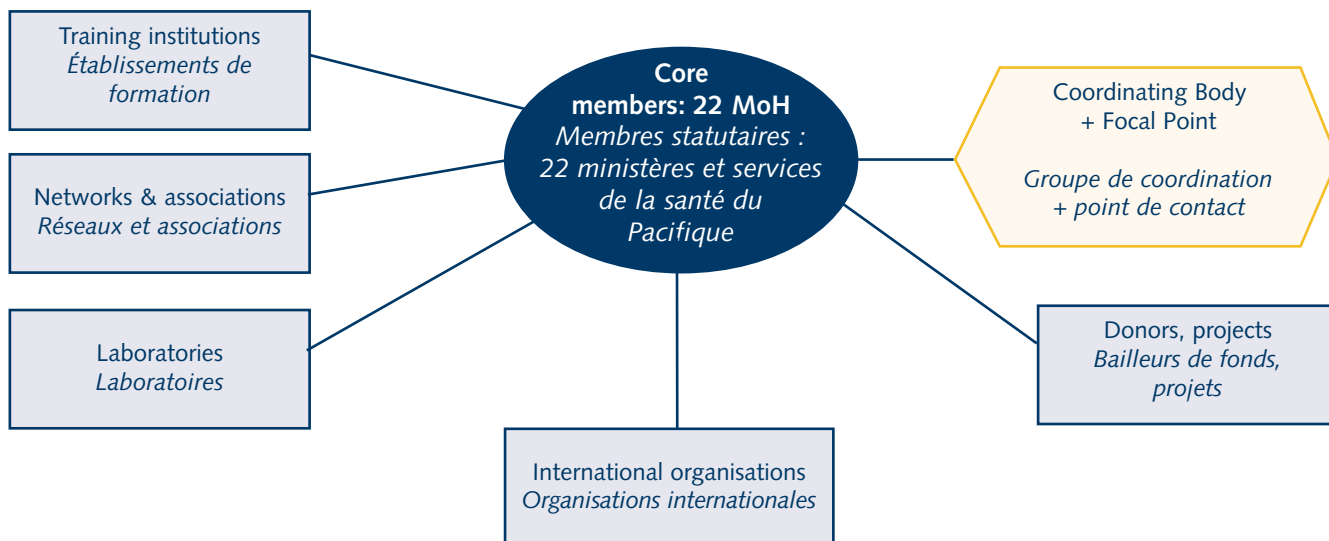 Training institutions
Établissements de
formation
Core
members: 22 MoH
Membres statutaires :
22 ministères et services
de la santé du
Pacifique
Coordinating Body
+ Focal Point
Groupe de coordination
+ point de contact
Networks & associations
Réseaux et associations
Laboratories
Laboratoires
Donors, projects
Bailleurs de fonds,
projets
International organisations
Organisations internationales